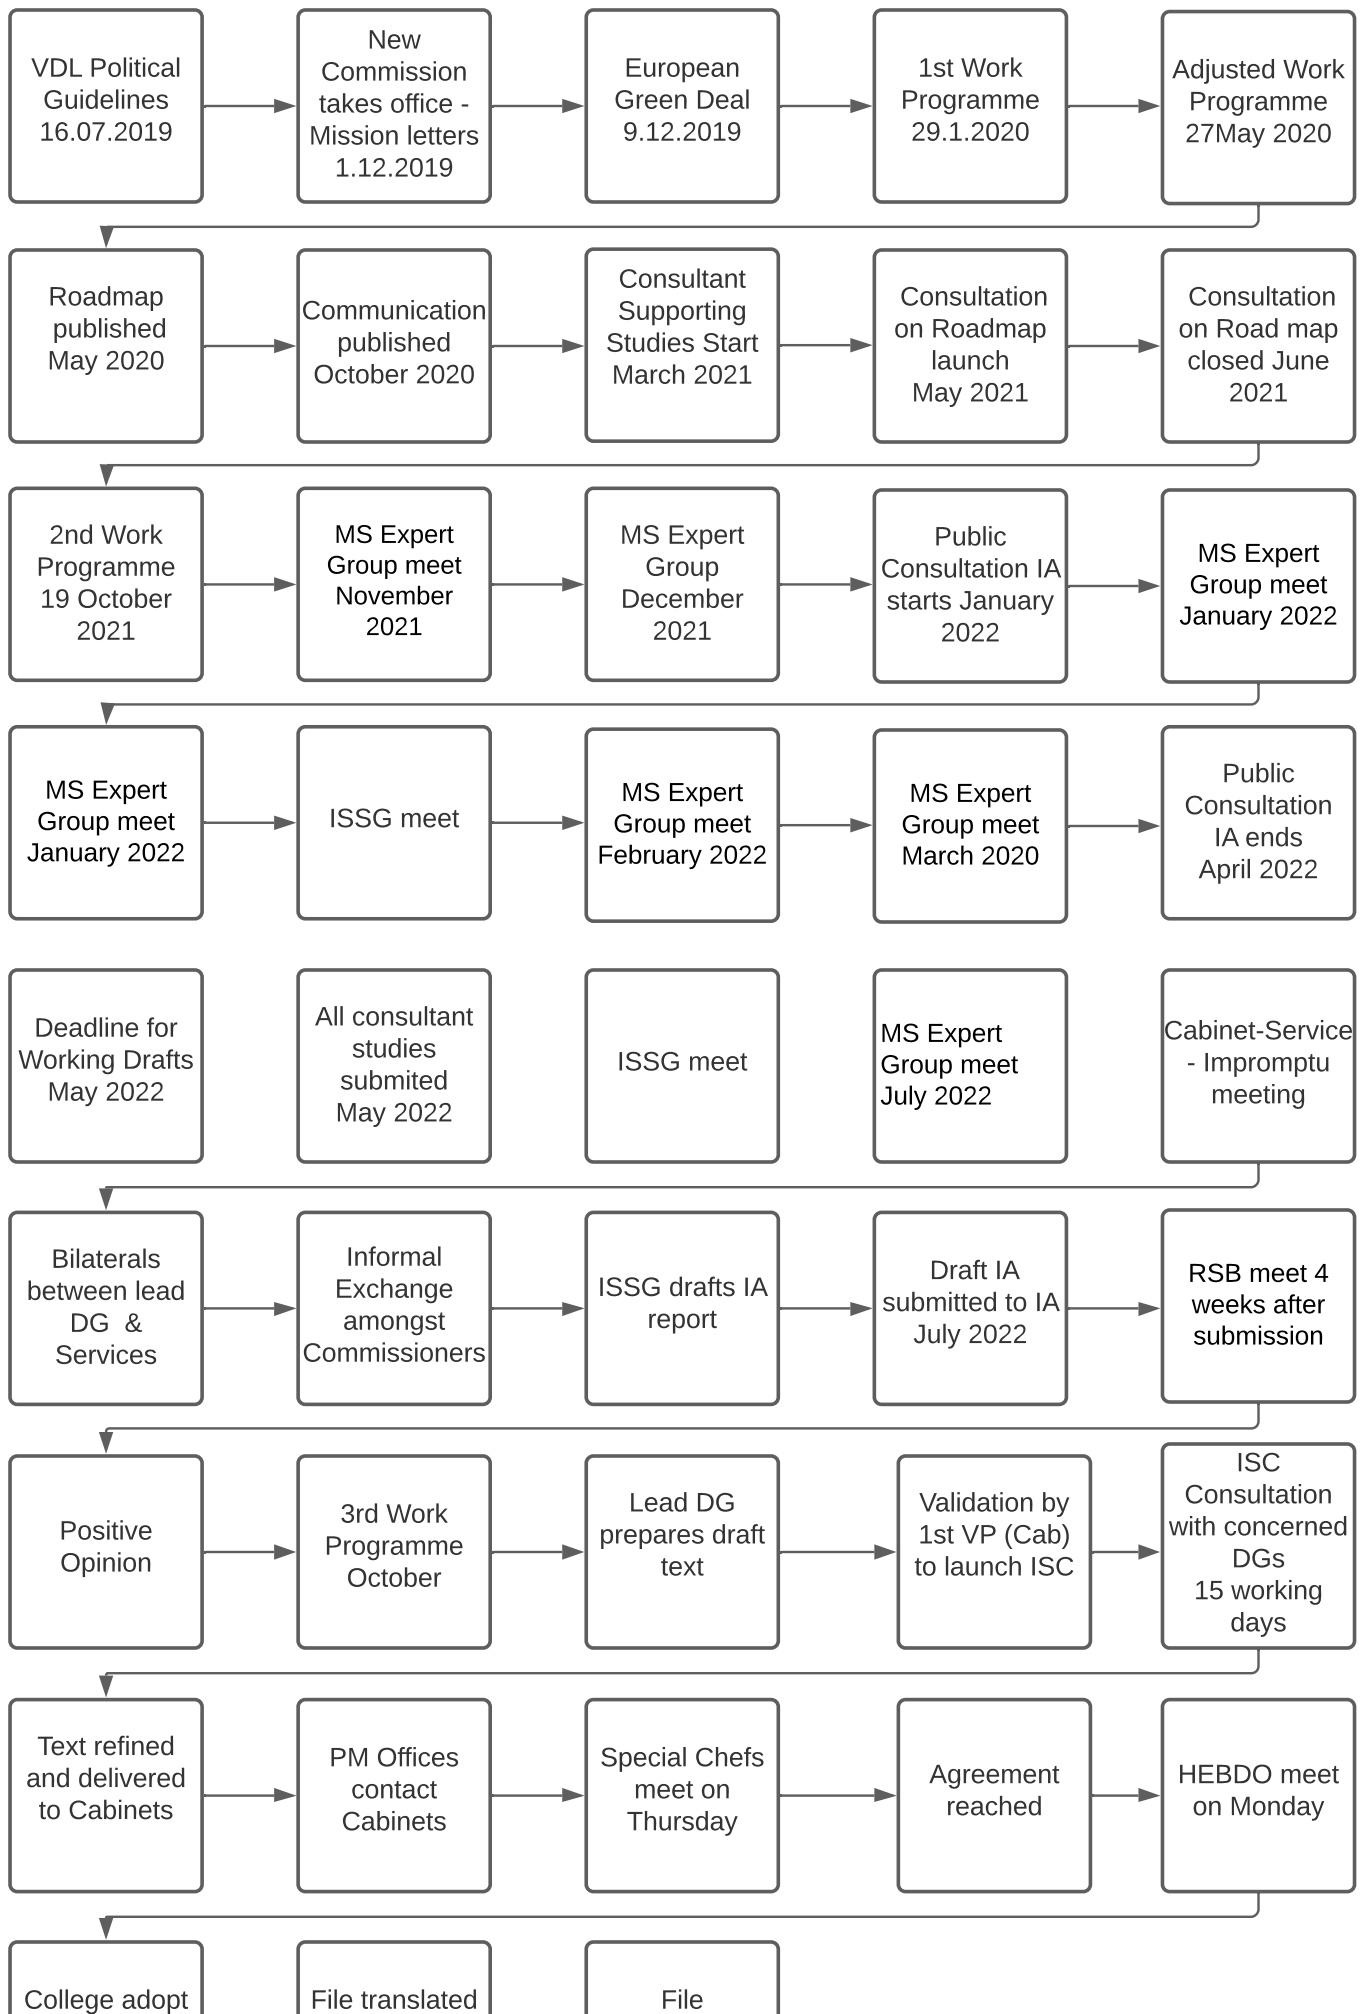 VDL Political
Guidelines
16.07.2019
New
Commission
takes office -
Mission letters
1.12.2019
European
Green Deal
9.12.2019
1st Work
Programme
29.1.2020
Adjusted Work
Programme
27May 2020
Roadmap
published
May 2020
Communication
published
October 2020
Consultant
Supporting
Studies Start
March 2021
Consultation
on Roadmap
launch
May 2021
Consultation
on Road map
closed June
2021
2nd Work
Programme
19 October
2021
MS Expert
Group meet
November
2021
MS Expert
Group
December
2021
Public
Consultation IA
starts January
2022
MS Expert
Group meet
January 2022
MS Expert
Group meet
January 2022
ISSG meet
MS Expert
Group meet
February 2022
MS Expert
Group meet
March 2020
Public
Consultation
IA ends
April 2022
Deadline for
Working Drafts
May 2022
All consultant
studies
submited
May 2022
ISSG meet
MS Expert
Group meet
July 2022
Cabinet-Service
- Impromptu
meeting
Bilaterals
between lead
DG &
Services
Informal
Exchange
amongst
Commissioners
ISSG drafts IA
report
Draft IA
submitted to IA
July 2022
RSB meet 4
weeks after
submission
Positive
Opinion
3rd Work
Programme
October
Lead DG
prepares draft
text
Validation by
1st VP (Cab)
to launch ISC
ISC
Consultation
with concerned
DGs
15 working
days
Text refined
and delivered
to Cabinets
PM Offices
contact
Cabinets
Special Chefs
meet on
Thursday
Agreement
reached
HEBDO meet
on Monday
College adopt
File translated
File